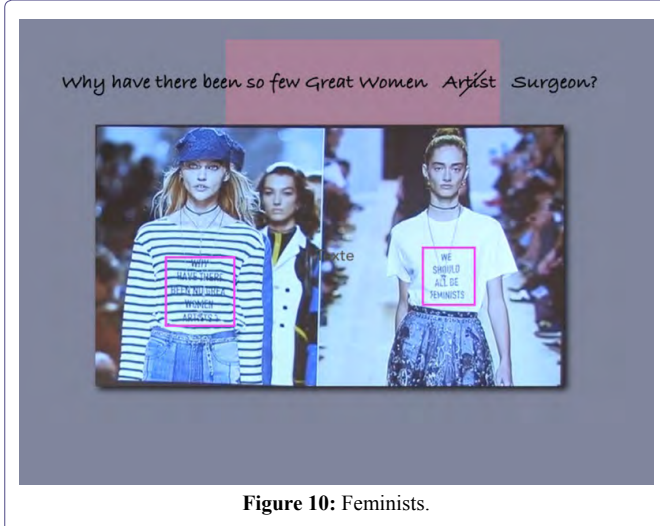 Why have there been so few Great Women Artist Surgeon?
WHY
HAVE THERE
BEEN NO GREAT
WOMEN
ARTISTS ?
xte
WE
SHOULD
ALL BE
FEMINISTS
Figure 10: Feminists.